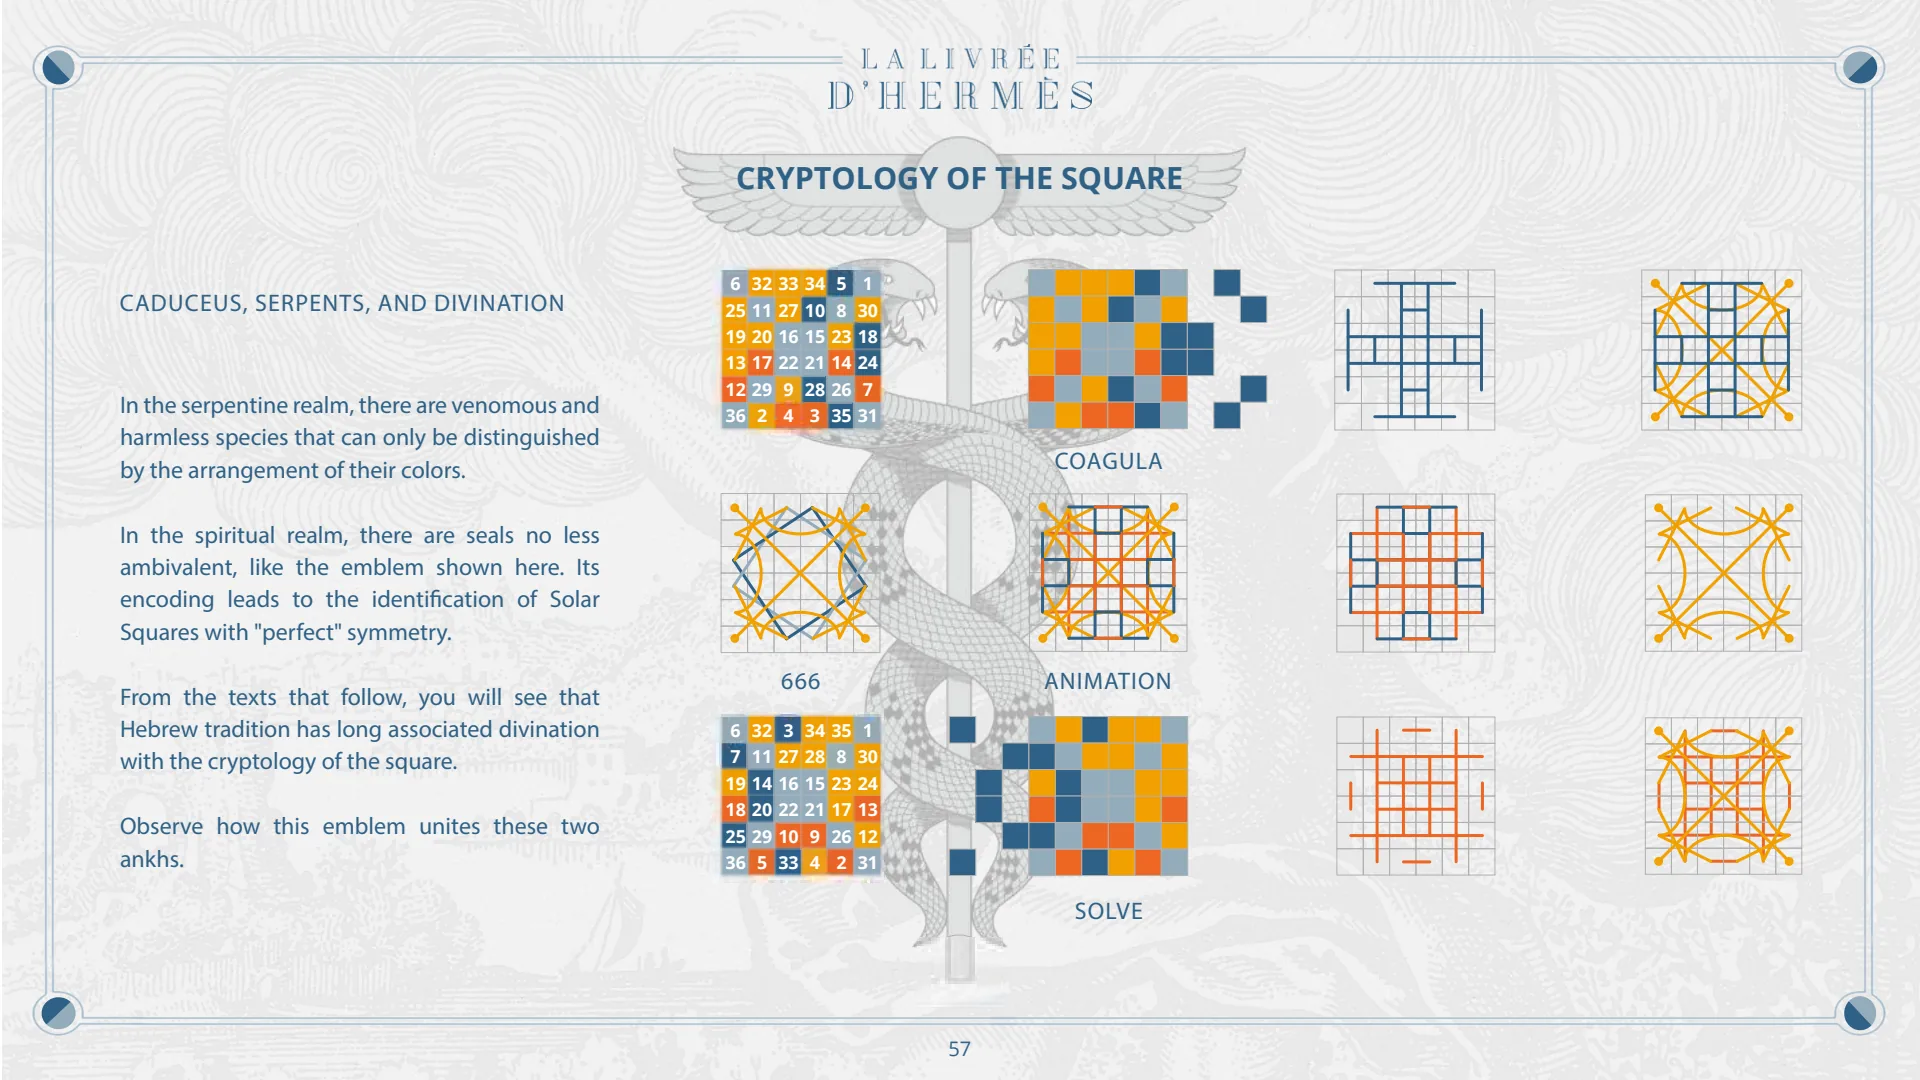 LA LIVRÉE
D'HERMÈS
CRYPTOLOGY OF THE SQUARE
CADUCEUS, SERPENTS, AND DIVINATION
In the serpentine realm, there are venomous and
harmless species that can only be distinguished
by the arrangement of their colors.
In the spiritual realm, there are seals no less
ambivalent, like the emblem shown here. Its
encoding leads to the identification of Solar
Squares with "perfect" symmetry.
From the texts that follow, you will see that
Hebrew tradition has long associated divination
with the cryptology of the square.
Observe how this emblem unites these two
ankhs.
6 32 33 34 5 1
25 11 27 10 8 30
19 20 16 15 23 18
13 17 22 21 14 24
12 29 9 28 26 7
36 2 4 3 35 31
COAGULA
666
ANIMATION
6 32 3 34 35 1
7 11 27 28 8 30
19 14 16 15 23 24
18 20 22 21 17 13
25 29 10 9 26 12
36 5 33 4 2 31
SOLVE
57